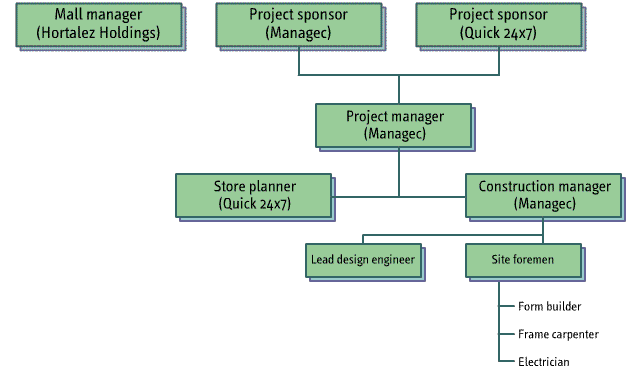 Mall manager
(Hortalez Holdings)
Project sponsor
(Managec)
Project sponsor
(Quick 24x7)
Project manager
(Managec)
Store planner
(Quick 24x7)
Construction manager
(Managec)
Lead design engineer
Site foremen
Form builder
Frame carpenter
Electrician